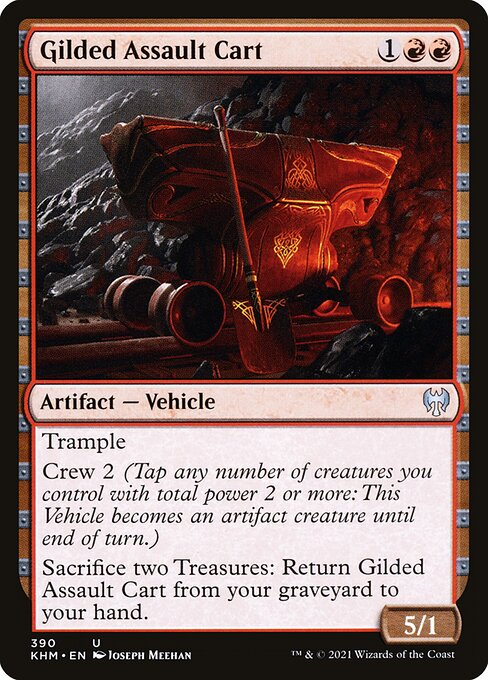 Gilded Assault Cart 1
Artifact — Vehicle
Trample
Crew 2 (Tap any number of creatures you
control with total power 2 or more: This
Vehicle becomes an artifact creature until
end of turn.)
Sacrifice two Treasures: Return Gilded
Assault Cart from your graveyard to
your hand.
5/1
390 U
KHM • EN Joseph Meehan
™ & © 2021 Wizards of the Coast